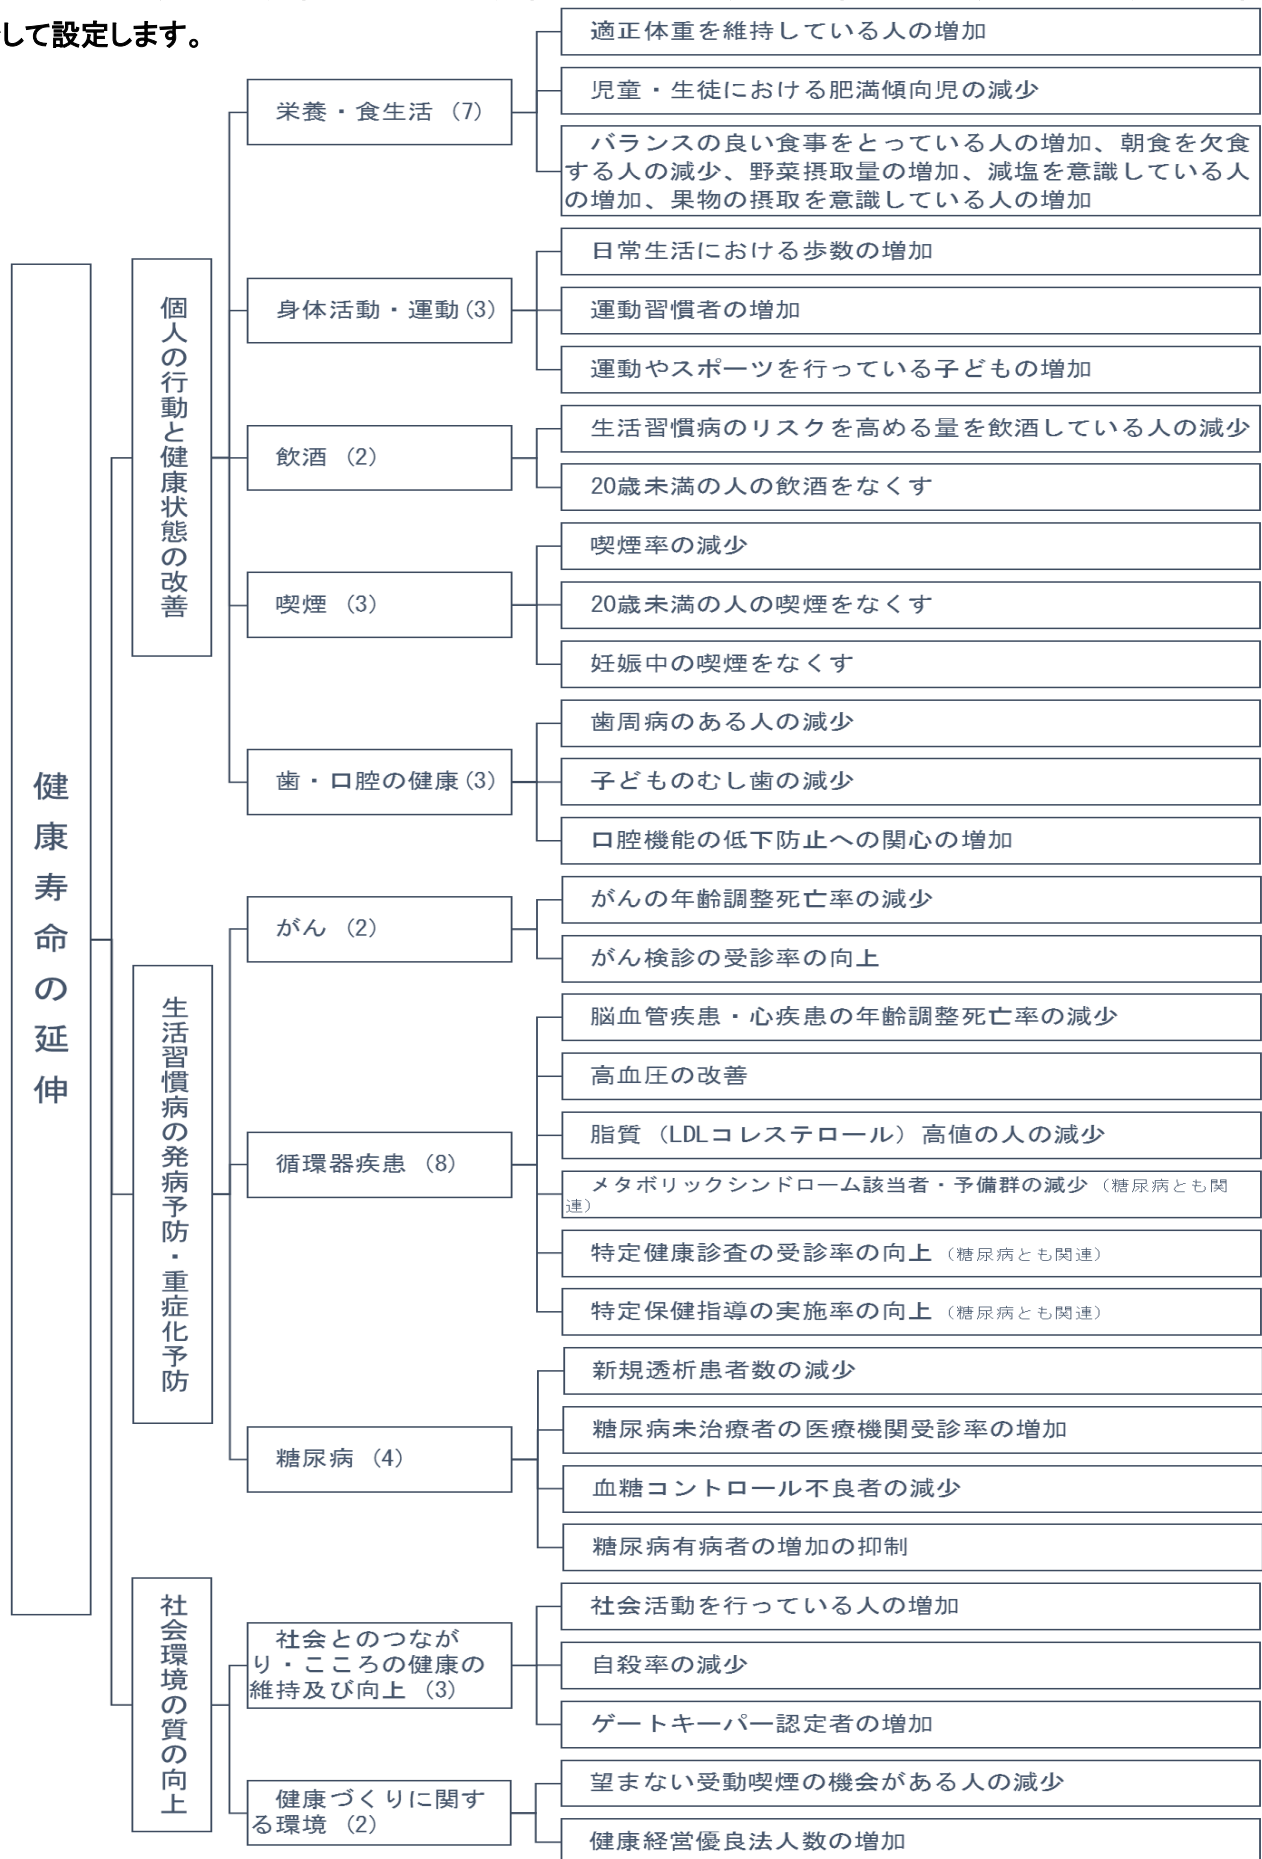 して設定します。
健康寿命の延伸
個人の行動と健康状態の改善
栄養・食生活 (7)
適正体重を維持している人の増加
児童・生徒における肥満傾向児の減少
バランスの良い食事をとっている人の増加、朝食を欠食
する人の減少、野菜摂取量の増加、減塩を意識している人
の増加、果物の摂取を意識している人の増加
身体活動・運動(3)
日常生活における歩数の増加
運動習慣者の増加
運動やスポーツを行っている子どもの増加
飲酒 (2)
生活習慣病のリスクを高める量を飲酒している人の減少
20歳未満の人の飲酒をなくす
喫煙 (3)
喫煙率の減少
20歳未満の人の喫煙をなくす
妊娠中の喫煙をなくす
歯・口腔の健康(3)
歯周病のある人の減少
子どものむし歯の減少
口腔機能の低下防止への関心の増加
生活習慣病の発病予防・重症化予防
がん (2)
がんの年齢調整死亡率の減少
がん検診の受診率の向上
循環器疾患 (8)
脳血管疾患・心疾患の年齢調整死亡率の減少
高血圧の改善
脂質（LDLコレステロール）高値の人の減少
メタボリックシンドローム該当者・予備群の減少（糖尿病とも関
連）
特定健康診査の受診率の向上（糖尿病とも関連）
特定保健指導の実施率の向上（糖尿病とも関連）
糖尿病 (4)
新規透析患者数の減少
糖尿病未治療者の医療機関受診率の増加
血糖コントロール不良者の減少
糖尿病有病者の増加の抑制
社会環境の質の向上
社会とのつなが
り・こころの健康の
維持及び向上 (3)
社会活動を行っている人の増加
自殺率の減少
ゲートキーパー認定者の増加
健康づくりに関す
る環境 (2)
望まない受動喫煙の機会がある人の減少
健康経営優良法人数の増加